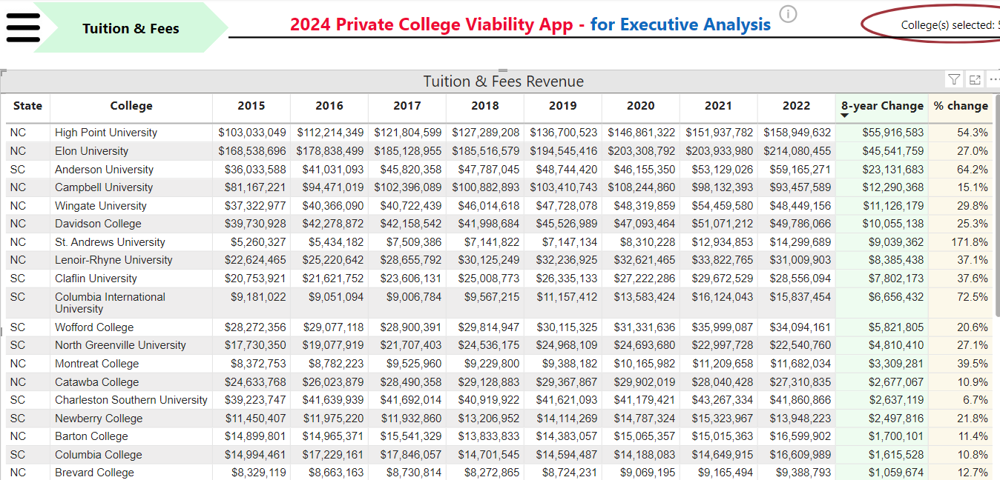 Tuition & Fees
2024 Private College Viability App - for Executive Analysis
College(s) selected:
Tuition & Fees Revenue
State College 2015 2016 2017 2018 2019 2020 2021 2022 8-year Change % change
NC High Point University $103,033,049 $112,214,349 $121,804,599 $127,289,208 $136,700,523 $146,861,322 $151,937,782 $158,949,632 $55,916,583 54.3%
NC Elon University $168,538,696 $178,838,499 $185,128,955 $185,516,579 $194,545,416 $203,308,792 $203,933,980 $214,080,455 $45,541,759 27.0%
SC Anderson University $36,033,588 $41,031,093 $45,820,358 $47,787,045 $48,744,420 $46,155,350 $53,129,026 $59,165,271 $23,131,683 64.2%
NC Campbell University $81,167,221 $94,471,019 $102,396,089 $100,882,893 $103,410,743 $108,244,860 $98,132,393 $93,457,589 $12,290,368 15.1%
NC Wingate University $37,322,977 $40,366,090 $40,722,439 $46,014,618 $47,728,078 $48,319,859 $54,459,580 $48,449,156 $11,126,179 29.8%
NC Davidson College $39,730,928 $42,278,872 $42,158,542 $41,998,684 $45,526,989 $47,093,464 $51,071,212 $49,786,066 $10,055,138 25.3%
NC St. Andrews University $5,260,327 $5,434,182 $7,509,386 $7,141,822 $7,147,134 $8,310,228 $12,934,853 $14,299,689 $9,039,362 171.8%
NC Lenoir-Rhyne University $22,624,465 $25,220,642 $28,655,792 $30,125,249 $32,236,925 $32,621,465 $33,822,765 $31,009,903 $8,385,438 37.1%
SC Claflin University $20,753,921 $21,621,752 $23,606,131 $25,008,773 $26,335,133 $27,222,286 $29,672,529 $28,556,094 $7,802,173 37.6%
SC Columbia International $9,181,022 $9,051,094 $9,006,784 $9,567,215 $11,157,412 $13,583,424 $16,124,043 $15,837,454 $6,656,432 72.5%
University
SC Wofford College $28,272,356 $29,077,118 $28,900,391 $29,814,947 $30,115,325 $31,331,636 $35,999,087 $34,094,161 $5,821,805 20.6%
SC North Greenville University $17,730,350 $19,077,919 $21,707,403 $24,536,175 $24,968,109 $24,693,680 $22,997,728 $22,540,760 $4,810,410 27.1%
NC Montreat College $8,372,753 $8,782,223 $9,525,960 $9,229,800 $9,388,182 $10,165,982 $11,209,658 $11,682,034 $3,309,281 39.5%
NC Catawba College $24,633,768 $26,023,879 $28,490,358 $29,128,883 $29,367,867 $29,902,019 $28,040,428 $27,310,835 $2,677,067 10.9%
SC Charleston Southern University $39,223,747 $41,639,939 $41,692,014 $40,919,922 $41,621,093 $41,179,421 $43,267,334 $41,860,866 $2,637,119 6.7%
SC Newberry College $11,450,407 $11,975,220 $11,932,860 $13,206,952 $14,114,269 $14,787,324 $15,323,967 $13,948,223 $2,497,816 21.8%
NC Barton College $14,899,801 $14,965,371 $15,541,329 $13,833,833 $14,383,057 $15,065,357 $15,015,363 $16,599,902 $1,700,101 11.4%
SC Columbia College $14,994,461 $17,229,161 $17,846,057 $14,701,545 $14,594,487 $14,188,083 $14,649,915 $16,609,989 $1,615,528 10.8%
NC Brevard College $8,329,119 $8,663,163 $8,730,814 $8,272,865 $8,724,231 $9,069,195 $9,165,494 $9,388,793 $1,059,674 12.7%